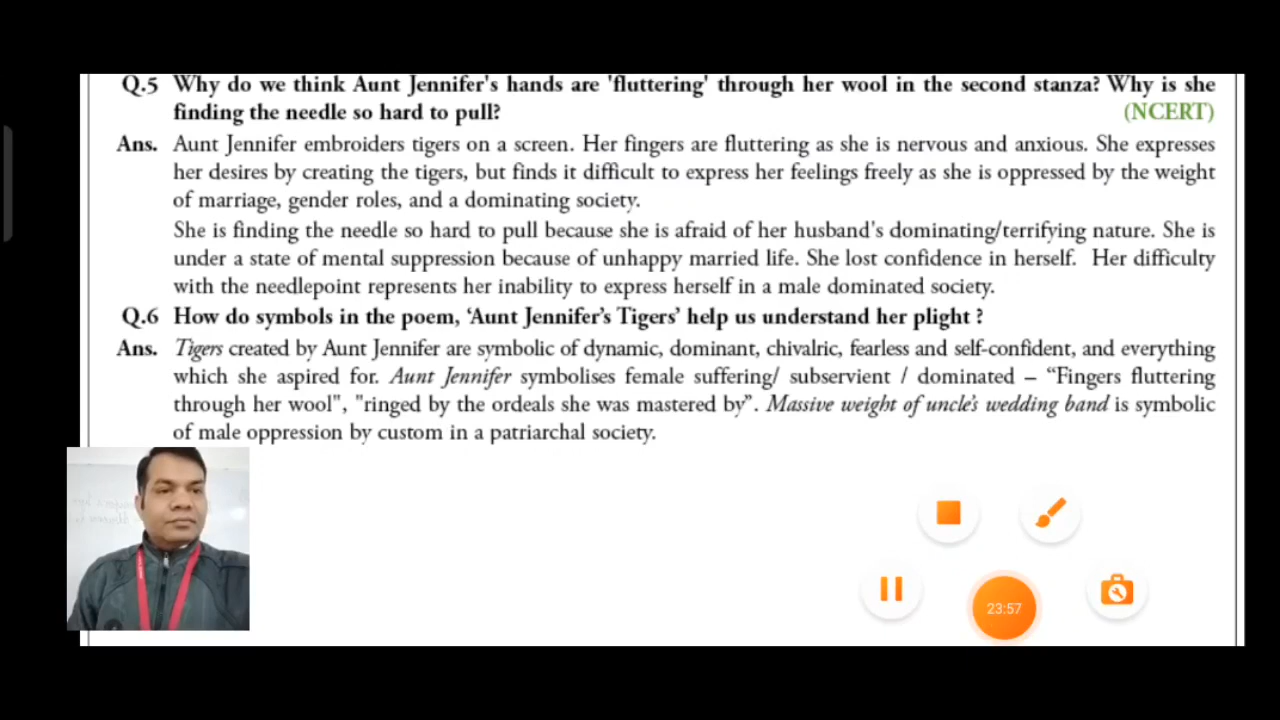 Q.5 Why do we think Aunt Jennifer's hands are 'fluttering' through her wool in the second stanza? Why is she
finding the needle so hard to pull? (NCERT)
Ans. Aunt Jennifer embroiders tigers on a screen. Her fingers are fluttering as she is nervous and anxious. She expresses
her desires by creating the tigers, but finds it difficult to express her feelings freely as she is oppressed by the weight
of marriage, gender roles, and a dominating society.
She is finding the needle so hard to pull because she is afraid of her husband's dominating/terrifying nature. She is
under a state of mental suppression because of unhappy married life. She lost confidence in herself. Her difficulty
with the needlepoint represents her inability to express herself in a male dominated society.
Q.6 How do symbols in the poem, ‘Aunt Jennifer’s Tigers’ help us understand her plight ?
Ans. Tigers created by Aunt Jennifer are symbolic of dynamic, dominant, chivalric, fearless and self-confident, and everything
which she aspired for. Aunt Jennifer symbolises female suffering/ subservient / dominated – “Fingers fluttering
through her wool", "ringed by the ordeals she was mastered by”. Massive weight of uncle's wedding band is symbolic
of male oppression by custom in a patriarchal society.
23:57